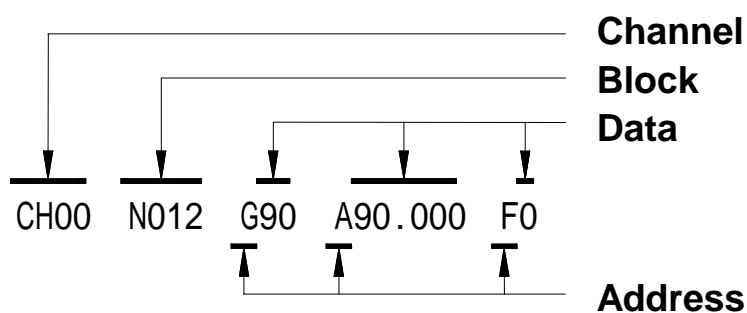 Channel
Block
Data
CH00 N012 G90 A90.000 F0
Address